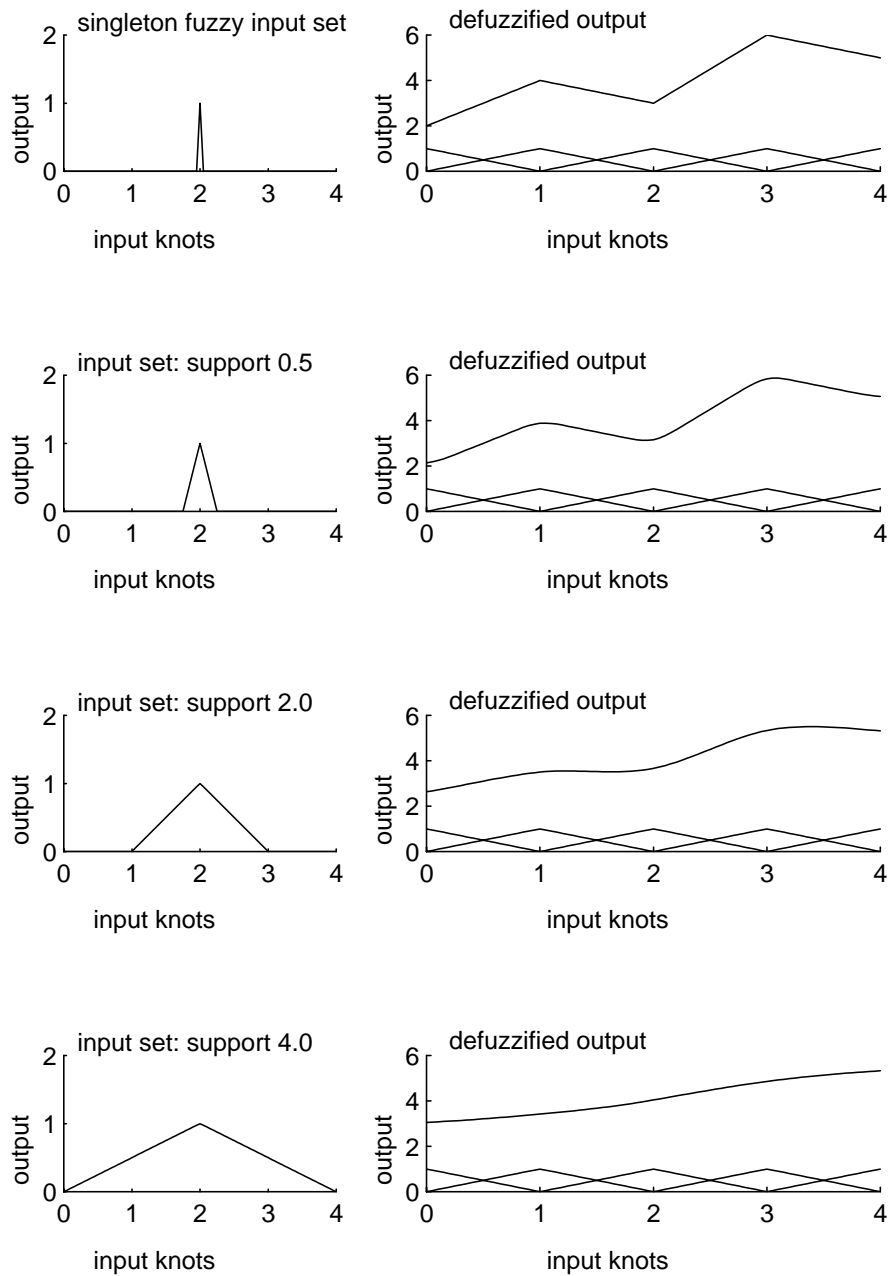 singleton fuzzy input set
2
1
0
output
0 1 2 3 4
input knots
defuzzified output
6
4
2
0
output
0 1 2 3 4
input knots
input set: support 0.5
2
1
0
output
0 1 2 3 4
input knots
defuzzified output
6
4
2
0
output
0 1 2 3 4
input knots
input set: support 2.0
2
1
0
output
0 1 2 3 4
input knots
defuzzified output
6
4
2
0
output
0 1 2 3 4
input knots
input set: support 4.0
2
1
0
output
0 1 2 3 4
input knots
defuzzified output
6
4
2
0
output
0 1 2 3 4
input knots